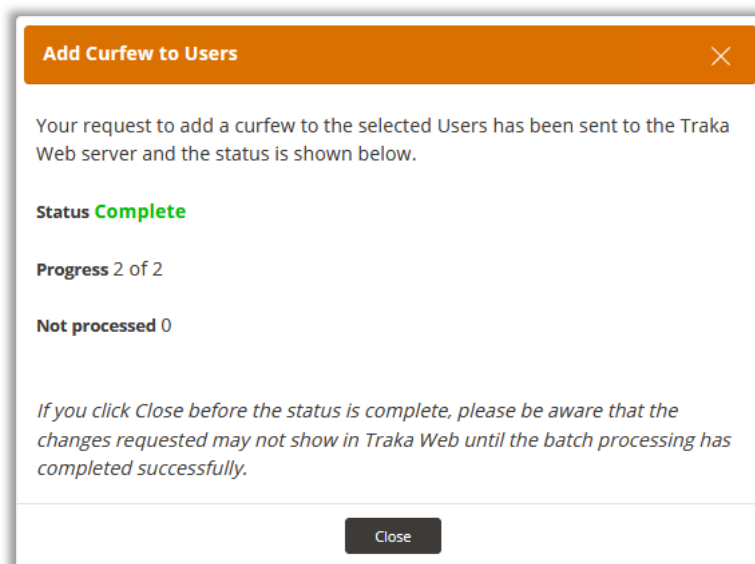 Add Curfew to Users
Your request to add a curfew to the selected Users has been sent to the Traka
Web server and the status is shown below.
Status Complete
Progress 2 of 2
Not processed 0
If you click Close before the status is complete, please be aware that the
changes requested may not show in Traka Web until the batch processing has
completed successfully.
Close